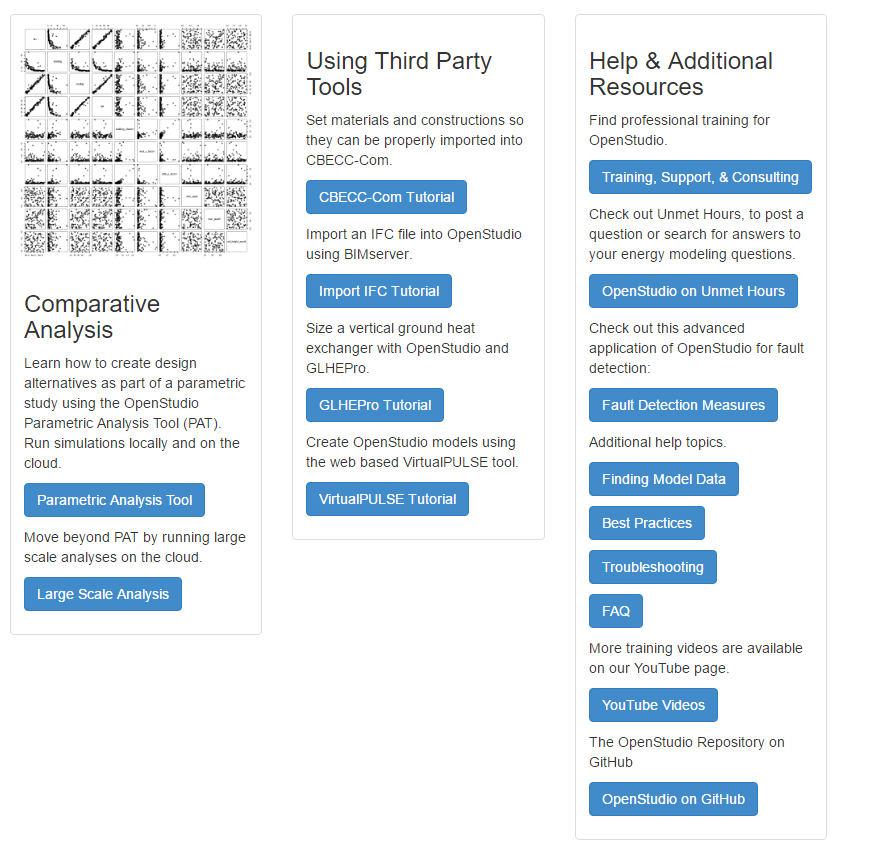 Comparative
Analysis
Learn how to create design
alternatives as part of a parametric
study using the OpenStudio
Parametric Analysis Tool (PAT).
Run simulations locally and on the
cloud.
Parametric Analysis Tool
Move beyond PAT by running large
scale analyses on the cloud.
Large Scale Analysis
Using Third Party
Tools
Set materials and constructions so
they can be properly imported into
CBECC-Com.
CBECC-Com Tutorial
Import an IFC file into OpenStudio
using BIMserver.
Import IFC Tutorial
Size a vertical ground heat
exchanger with OpenStudio and
GLHEPro.
GLHEPro Tutorial
Create OpenStudio models using
the web based VirtualPULSE tool.
VirtualPULSE Tutorial
Help & Additional
Resources
Find professional training for
OpenStudio.
Training, Support, & Consulting
Check out Unmet Hours, to post a
question or search for answers to
your energy modeling questions.
OpenStudio on Unmet Hours
Check out this advanced
application of OpenStudio for fault
detection:
Fault Detection Measures
Additional help topics.
Finding Model Data
Best Practices
Troubleshooting
FAQ
More training videos are available
on our YouTube page.
YouTube Videos
The OpenStudio Repository on
GitHub
OpenStudio on GitHub